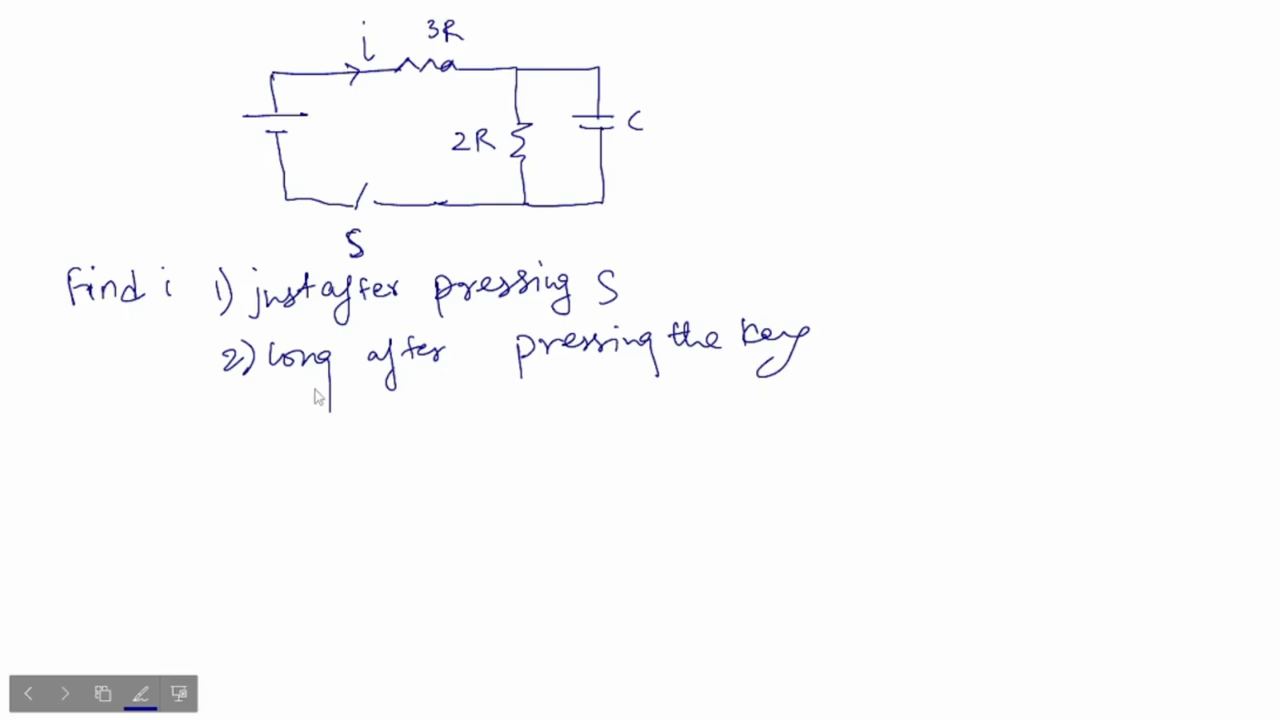 i
3R
2R
C
S
Find i 1) just after pressing S
2) long after pressing the key